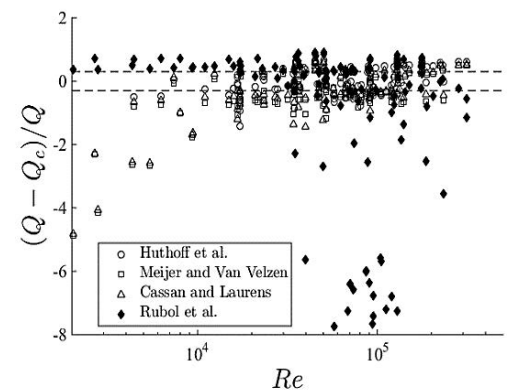 2
0
-2
-4
-6
-8
(Q − Q_c)/Q
Huthoff et al.
Meijer and Van Velzen
Cassan and Laurens
Rubol et al.
10^4
10^5
Re